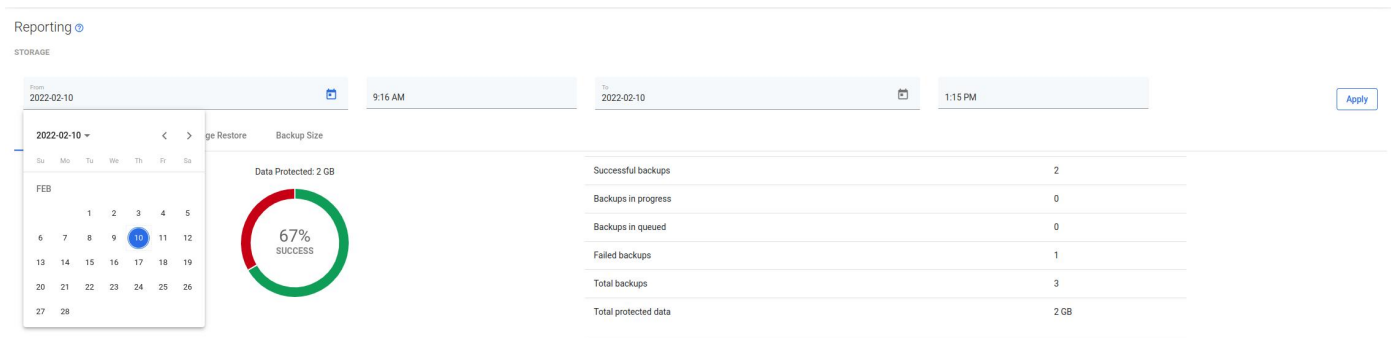 Reporting
STORAGE
From
2022-02-10
9:16 AM
To
2022-02-10
1:15 PM
Apply
2022-02-10
ge Restore
Backup Size
Su Mo Tu We Th Fr Sa
FEB
1 2 3 4 5
6 7 8 9 10 11 12
13 14 15 16 17 18 19
20 21 22 23 24 25 26
27 28
Data Protected: 2 GB
67%
SUCCESS
Successful backups 2
Backups in progress 0
Backups in queued 0
Failed backups 1
Total backups 3
Total protected data 2 GB